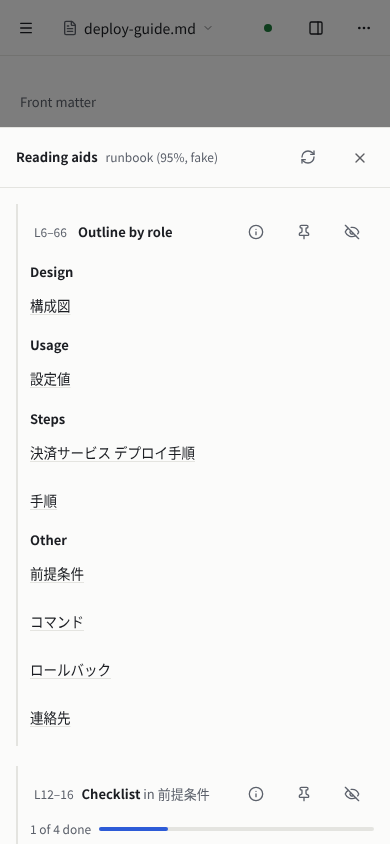 deploy-guide.md
Front matter
Reading aids runbook (95%, fake)
L6–66 Outline by role
Design
構成図
Usage
設定値
Steps
決済サービス デプロイ手順
手順
Other
前提条件
コマンド
ロールバック
連絡先
L12–16 Checklist in 前提条件
1 of 4 done